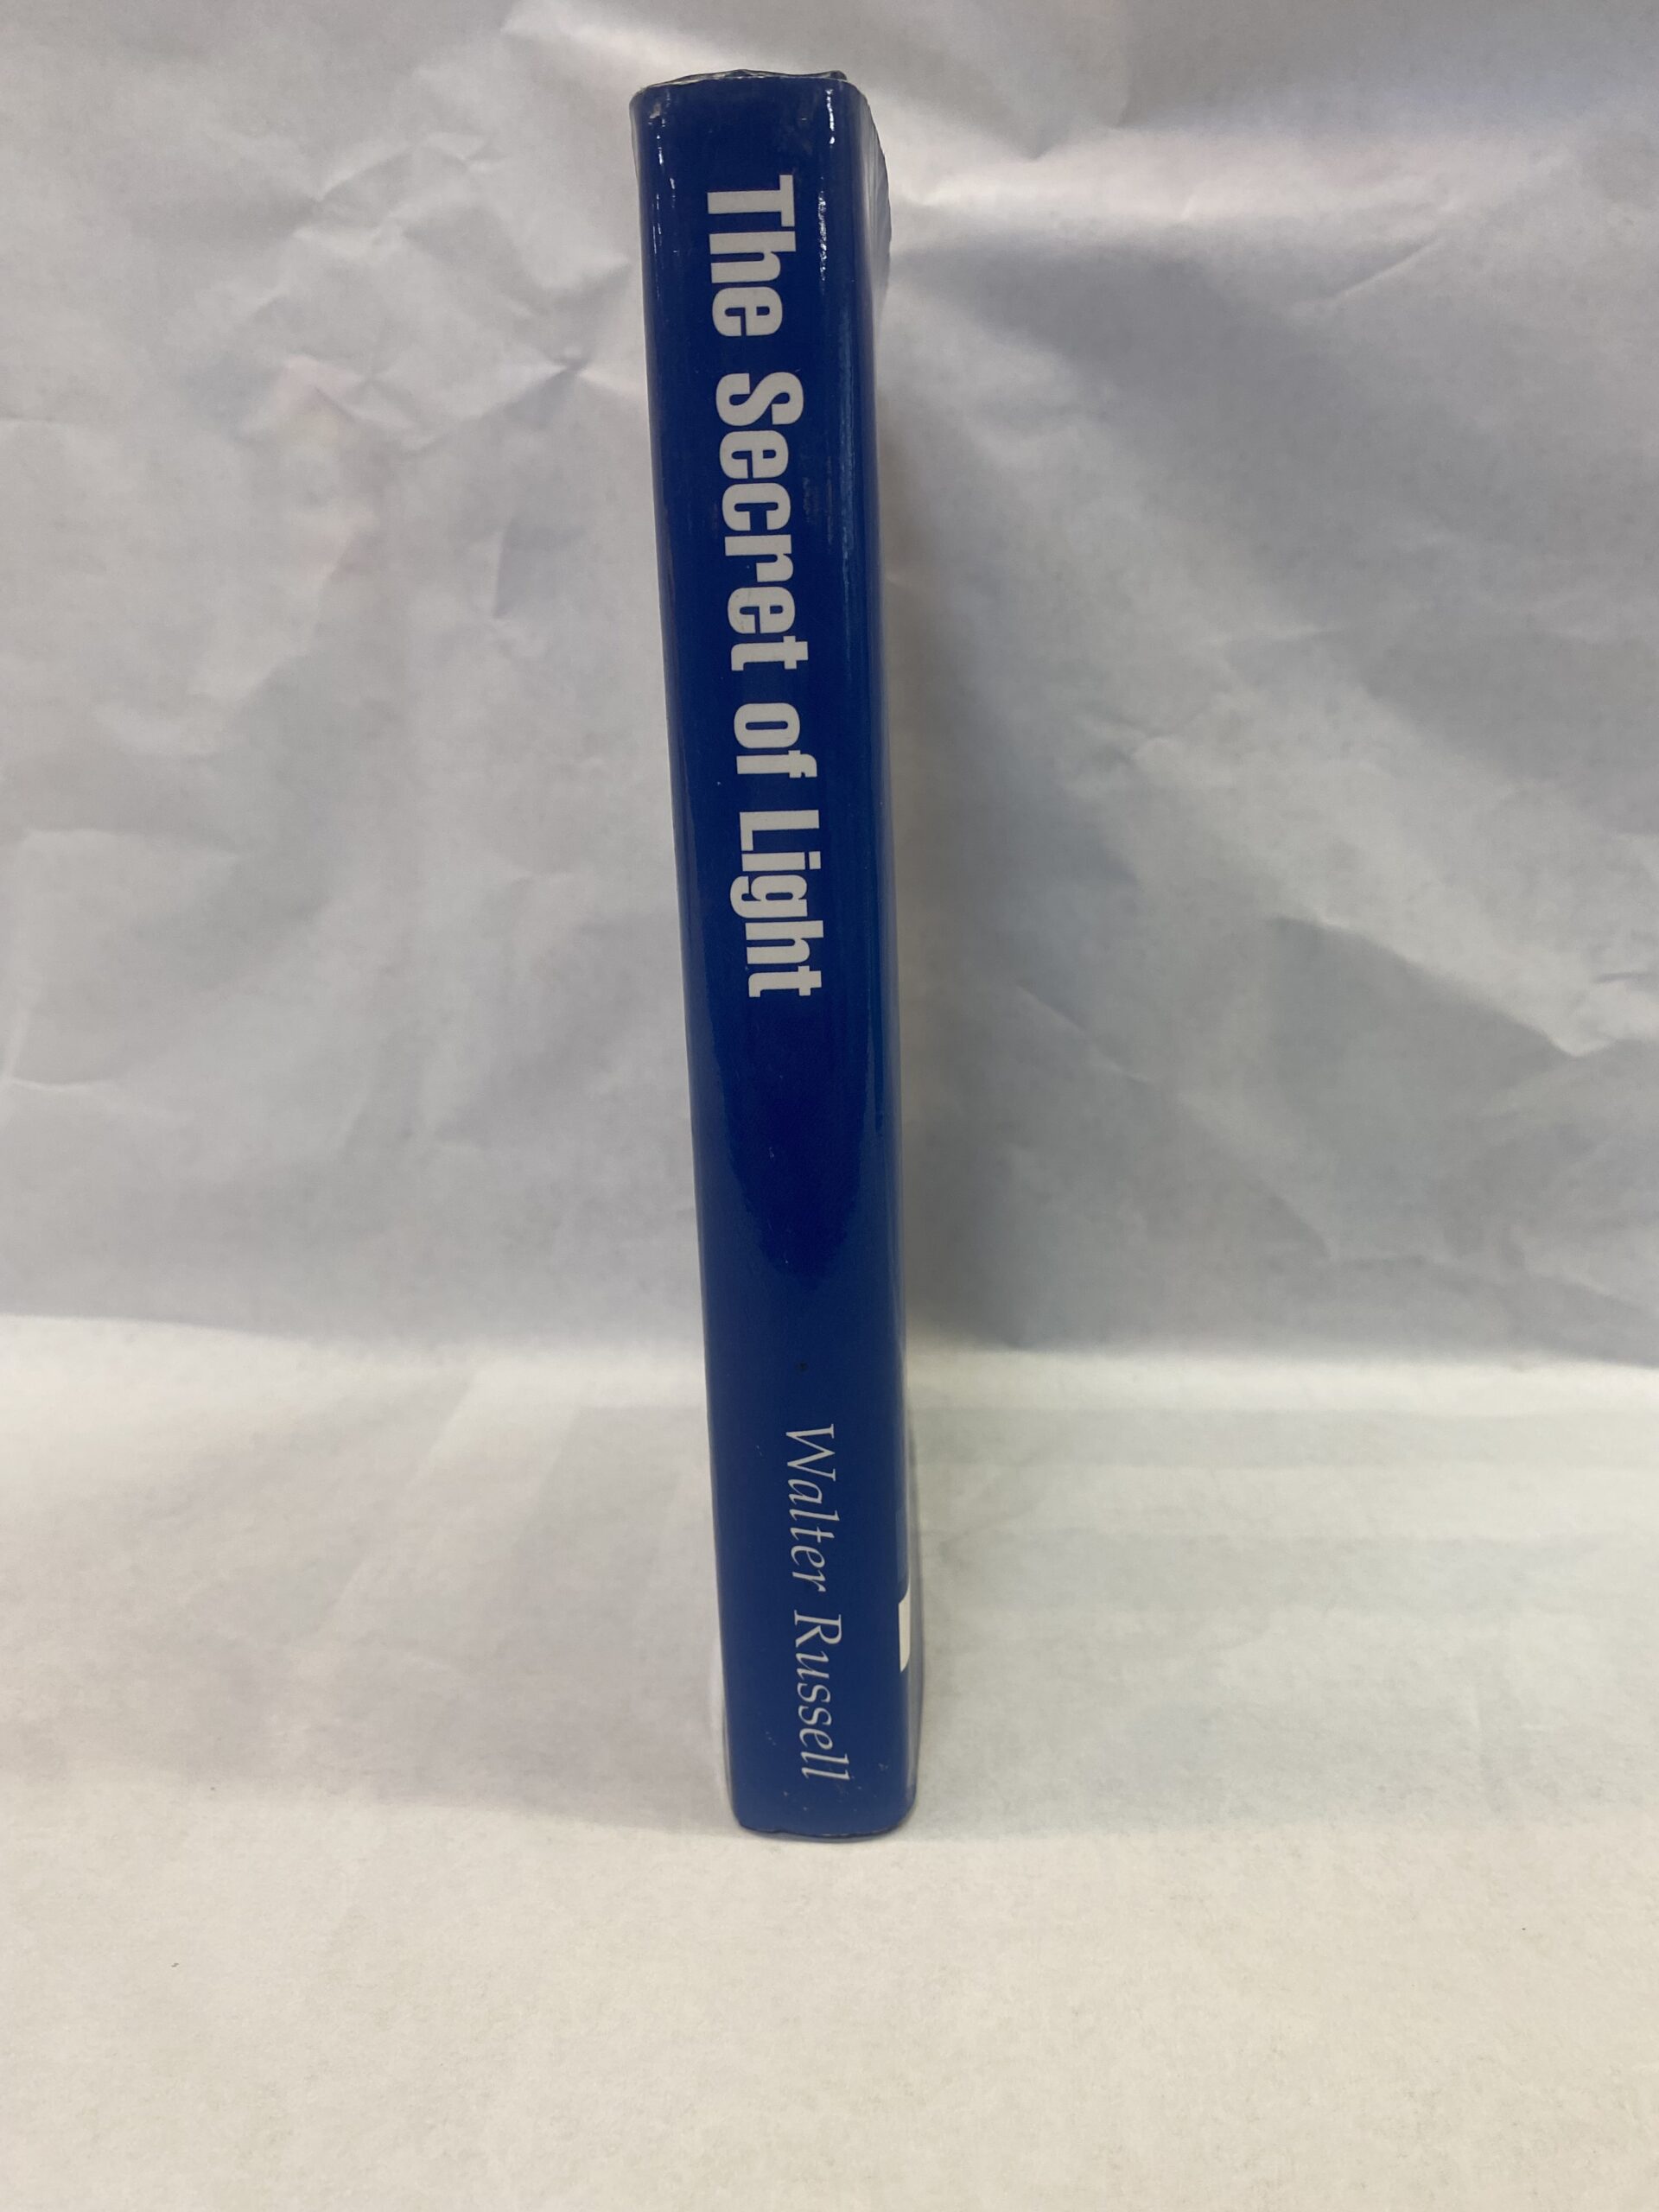 The Secret of Light
Walter Russell